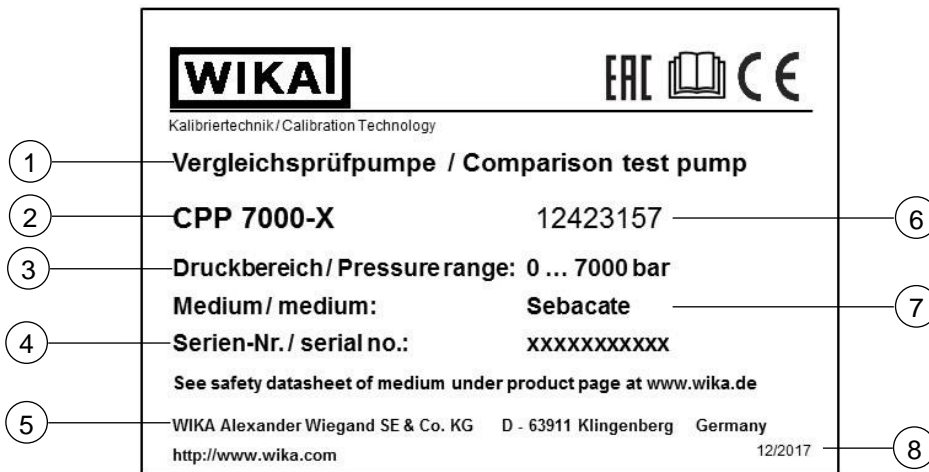 WIKA EAC CE
Kalibriertechnik / Calibration Technology
1 Vergleichsprüfpumpe / Comparison test pump
2 CPP 7000-X 12423157 6
3 Druckbereich / Pressure range: 0 ... 7000 bar
Medium / medium: Sebacate 7
4 Serien-Nr. / serial no.: xxxxxxxxxxx
See safety datasheet of medium under product page at www.wika.de
5 WIKA Alexander Wiegand SE & Co. KG D - 63911 Klingenberg Germany
http://www.wika.com 12/2017 8